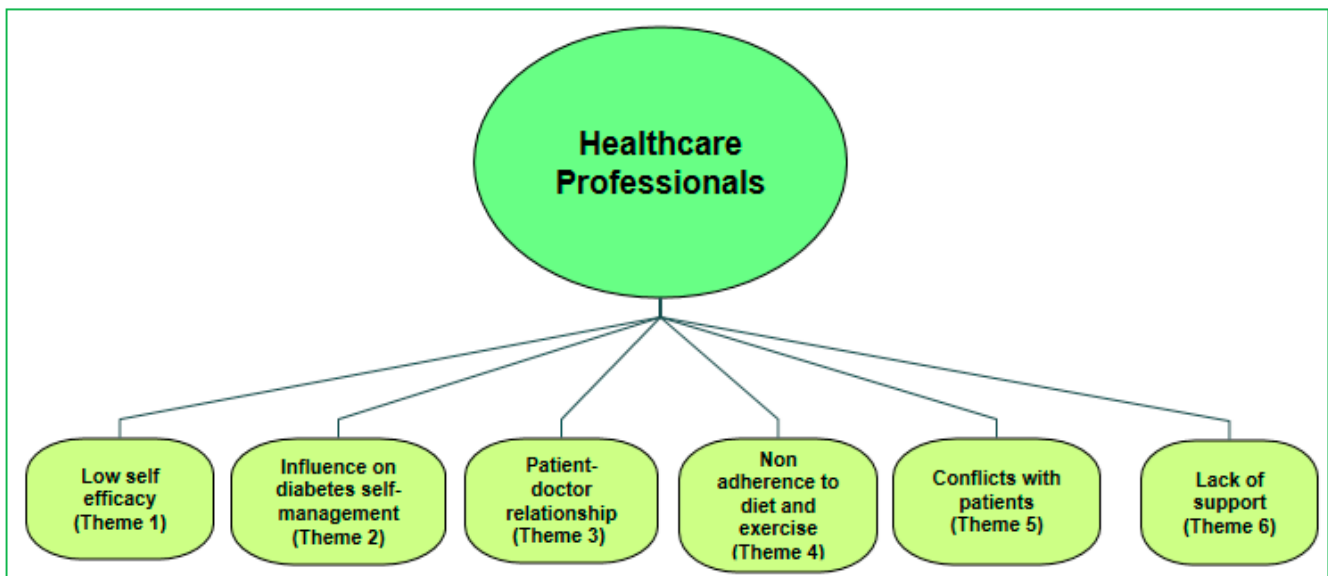 Healthcare
Professionals
Low self
efficacy
(Theme 1)
Influence on
diabetes self-
management
(Theme 2)
Patient-
doctor
relationship
(Theme 3)
Non
adherence to
diet and
exercise
(Theme 4)
Conflicts with
patients
(Theme 5)
Lack of
support
(Theme 6)